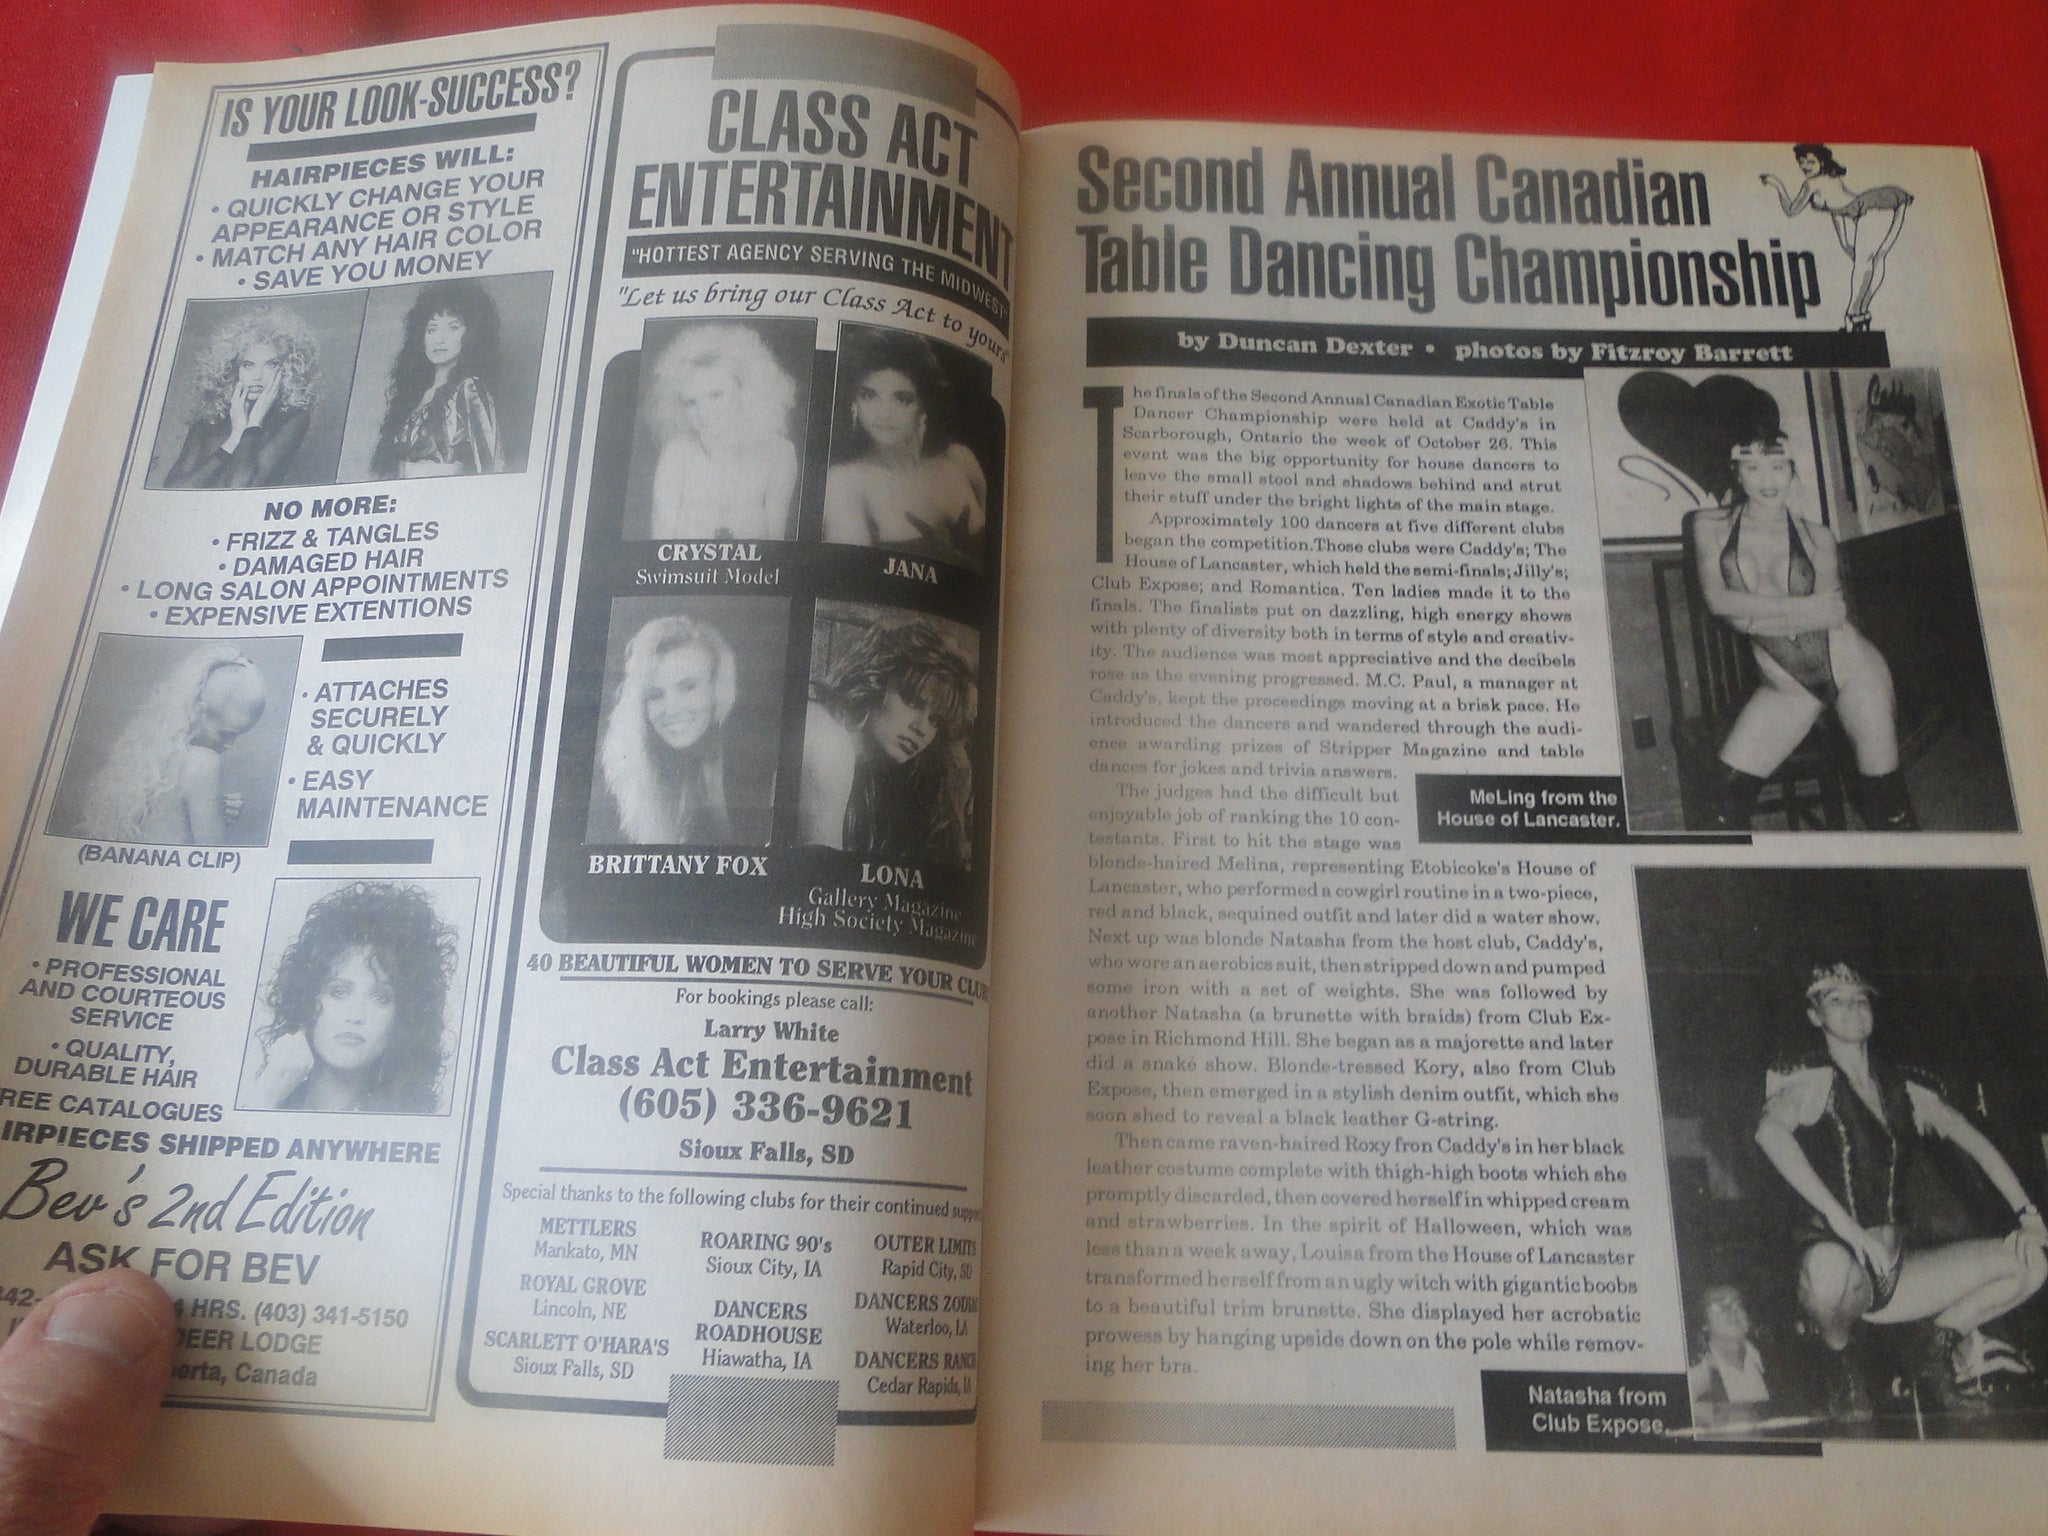 IS YOUR LOOK-SUCCESS?
HAIRPIECES WILL:
• QUICKLY CHANGE YOUR
APPEARANCE OR STYLE
• MATCH ANY HAIR COLOR
• SAVE YOU MONEY
NO MORE:
• FRIZZ & TANGLES
• DAMAGED HAIR
• LONG SALON APPOINTMENTS
• EXPENSIVE EXTENTIONS
• ATTACHES
SECURELY
& QUICKLY
• EASY
MAINTENANCE
(BANANA CLIP)
WE CARE
• PROFESSIONAL
AND COURTEOUS
SERVICE
• QUALITY,
DURABLE HAIR
REE CATALOGUES
IRPIECES SHIPPED ANYWHERE
Bev's 2nd Edition
ASK FOR BEV
HRS. (403) 341-5150
DEER LODGE
erta, Canada
CLASS ACT
ENTERTAINMENT
"HOTTEST AGENCY SERVING THE MIDWEST"
"Let us bring our Class Act to yours"
CRYSTAL
Swimsuit Model
JANA
BRITTANY FOX
LONA
Gallery Magazine
High Society Magazine
40 BEAUTIFUL WOMEN TO SERVE YOUR CLU
For bookings please call:
Larry White
Class Act Entertainment
(605) 336-9621
Sioux Falls, SD
Special thanks to the following clubs for their continued support
METTLERS
Mankato, MN
ROYAL GROVE
Lincoln, NE
SCARLETT O'HARA'S
Sioux Falls, SD
ROARING 90's
Sioux City, IA
DANCERS
ROADHOUSE
Hiawatha, IA
OUTER LIMITS
Rapid City, SD
DANCERS ZODIAC
Waterloo, IA
DANCERS RANCH
Cedar Rapids, IA
Second Annual Canadian
Table Dancing Championship
by Duncan Dexter • photos by Fitzroy Barrett
The finals of the Second Annual Canadian Exotic Table
Dancer Championship were held at Caddy's in
Scarborough, Ontario the week of October 26. This
event was the big opportunity for house dancers to
leave the small stool and shadows behind and strut
their stuff under the bright lights of the main stage.
Approximately 100 dancers at five different clubs
began the competition.Those clubs were Caddy's; The
House of Lancaster, which held the semi-finals; Jilly's;
Club Expose; and Romantica. Ten ladies made it to the
finals. The finalists put on dazzling, high energy shows
with plenty of diversity both in terms of style and creativ-
ity. The audience was most appreciative and the decibels
rose as the evening progressed. M.C. Paul, a manager at
Caddy's, kept the proceedings moving at a brisk pace. He
introduced the dancers and wandered through the audi-
ence awarding prizes of Stripper Magazine and table
dances for jokes and trivia answers.
The judges had the difficult but
enjoyable job of ranking the 10 con-
testants. First to hit the stage was
blonde-haired Melina, representing Etobicoke's House of
Lancaster, who performed a cowgirl routine in a two-piece,
red and black, sequined outfit and later did a water show.
Next up was blonde Natasha from the host club, Caddy's,
who wore an aerobics suit, then stripped down and pumped
some iron with a set of weights. She was followed by
another Natasha (a brunette with braids) from Club Ex-
pose in Richmond Hill. She began as a majorette and later
did a snake show. Blonde-tressed Kory, also from Club
Expose, then emerged in a stylish denim outfit, which she
soon shed to reveal a black leather G-string.
Then came raven-haired Roxy fron Caddy's in her black
leather costume complete with thigh-high boots which she
promptly discarded, then covered herself in whipped cream
and strawberries. In the spirit of Halloween, which was
less than a week away, Louisa from the House of Lancaster
transformed herself from an ugly witch with gigantic boobs
to a beautiful trim brunette. She displayed her acrobatic
prowess by hanging upside down on the pole while remov-
ing her bra.
MeLing from the
House of Lancaster.
Natasha from
Club Expose.